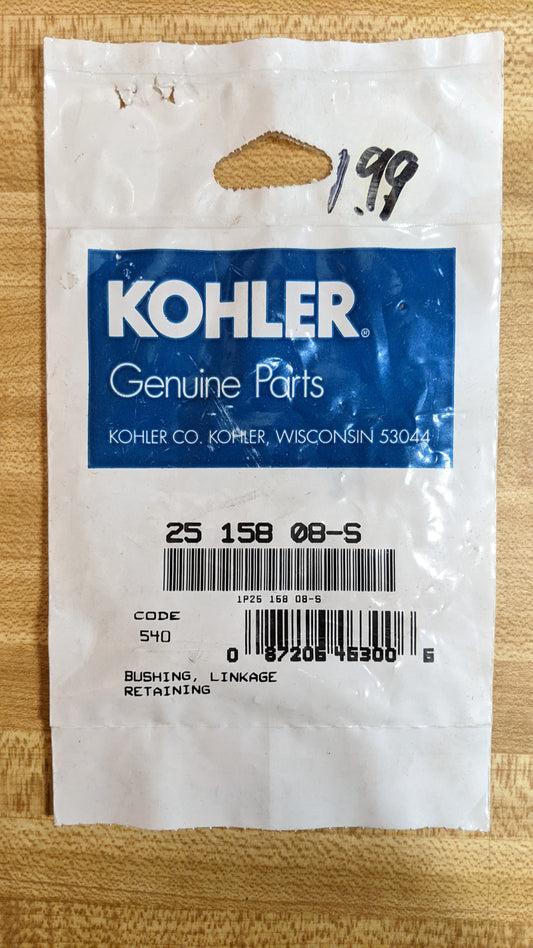 1.99
KOHLER®
Genuine Parts
KOHLER CO. KOHLER, WISCONSIN 53044
25 158 08-S
1P25 158 08-S
CODE
540
0 87206 46300 6
BUSHING, LINKAGE
RETAINING